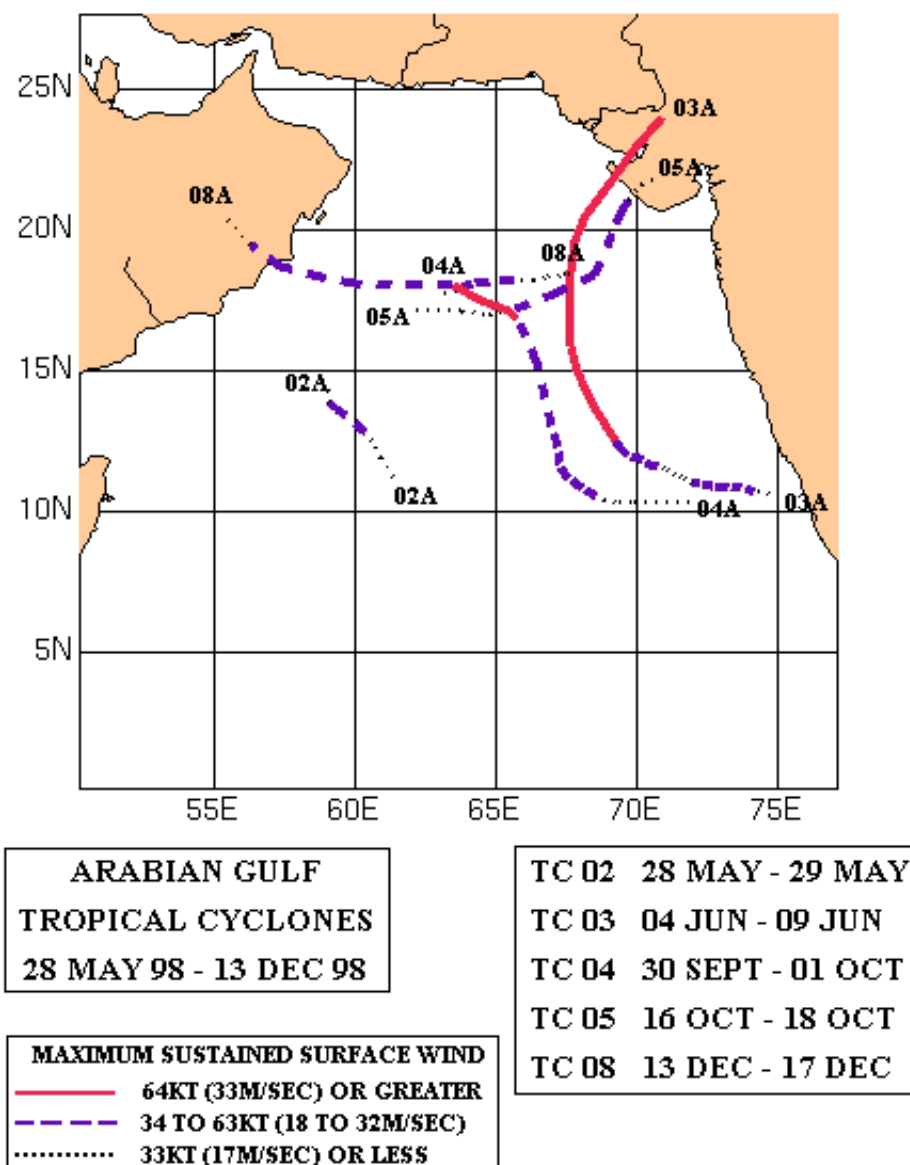 25N
03A
05A
08A
20N
08A
04A
05A
15N
02A
02A
10N
04A
03A
5N
55E 60E 65E 70E 75E
ARABIAN GULF
TROPICAL CYCLONES
28 MAY 98 - 13 DEC 98
TC 02 28 MAY - 29 MAY
TC 03 04 JUN - 09 JUN
TC 04 30 SEPT - 01 OCT
TC 05 16 OCT - 18 OCT
TC 08 13 DEC - 17 DEC
MAXIMUM SUSTAINED SURFACE WIND
64KT (33M/SEC) OR GREATER
34 TO 63KT (18 TO 32M/SEC)
33KT (17M/SEC) OR LESS